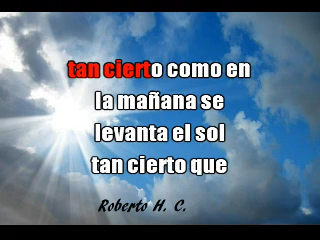 tan cierto como en
la mañana se
levanta el sol
tan cierto que
Roberto H. C.